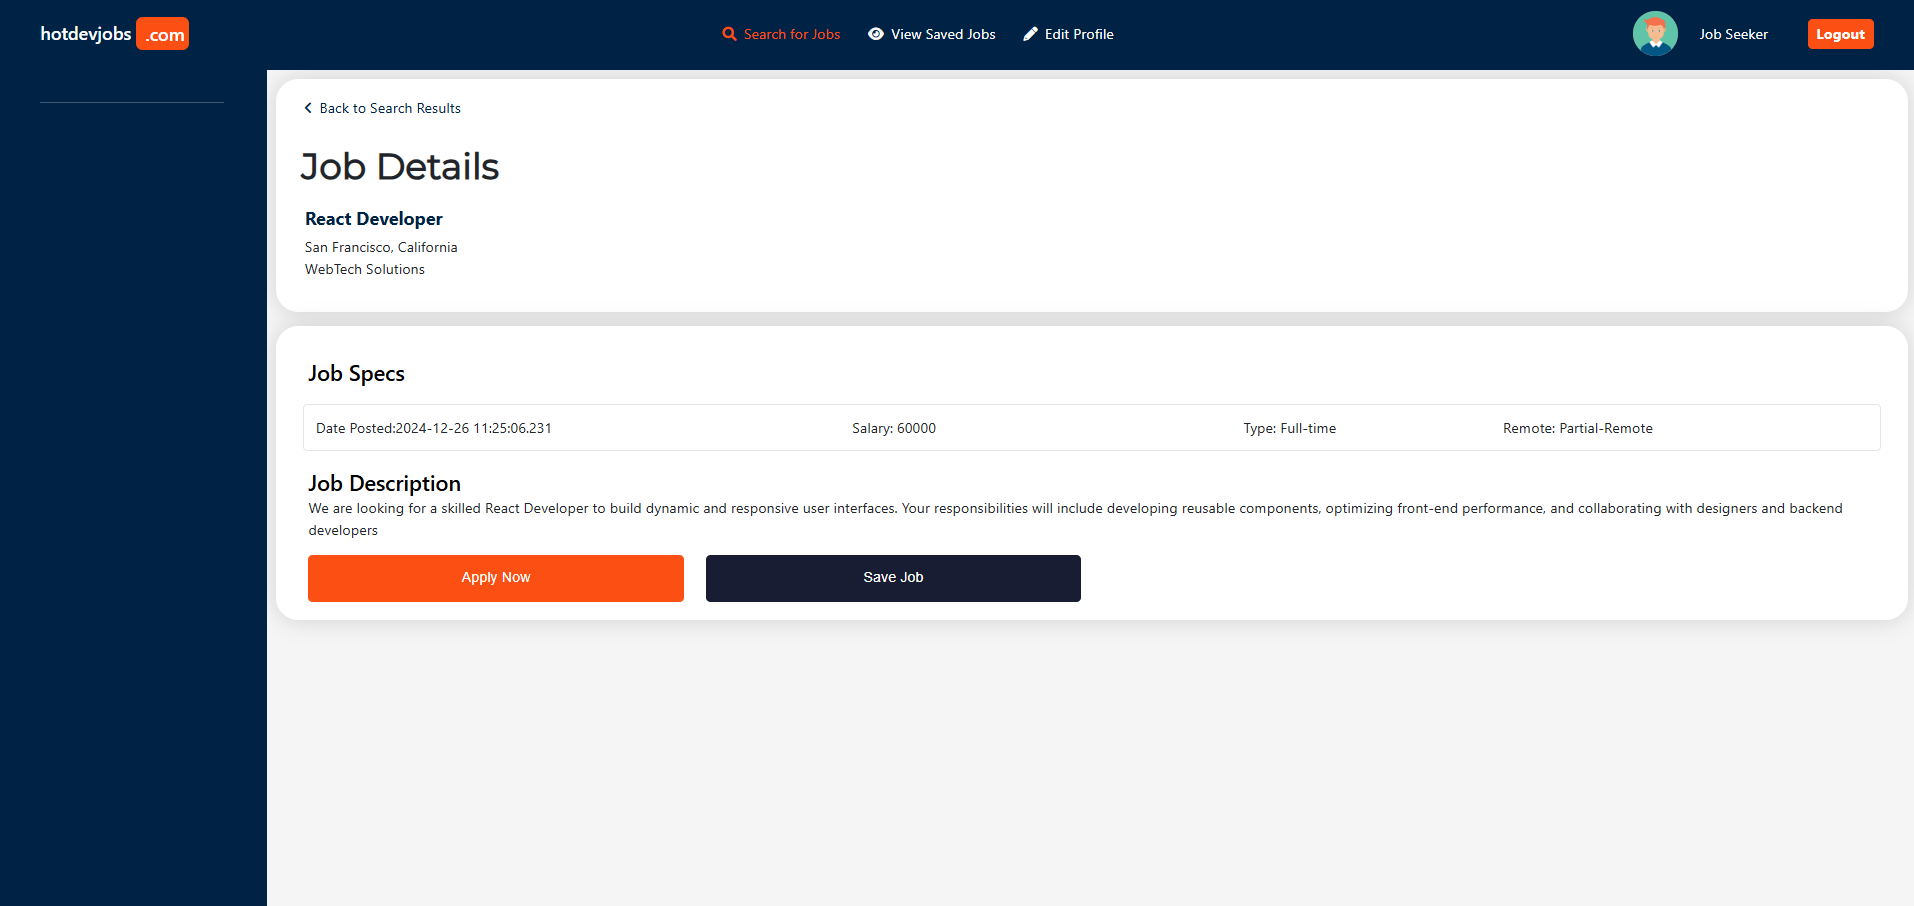 hotdevjobs .com
Search for Jobs
View Saved Jobs
Edit Profile
Job Seeker
Logout
Back to Search Results
Job Details
React Developer
San Francisco, California
WebTech Solutions
Job Specs
Date Posted:2024-12-26 11:25:06.231
Salary: 60000
Type: Full-time
Remote: Partial-Remote
Job Description
We are looking for a skilled React Developer to build dynamic and responsive user interfaces. Your responsibilities will include developing reusable components, optimizing front-end performance, and collaborating with designers and backend
developers
Apply Now
Save Job